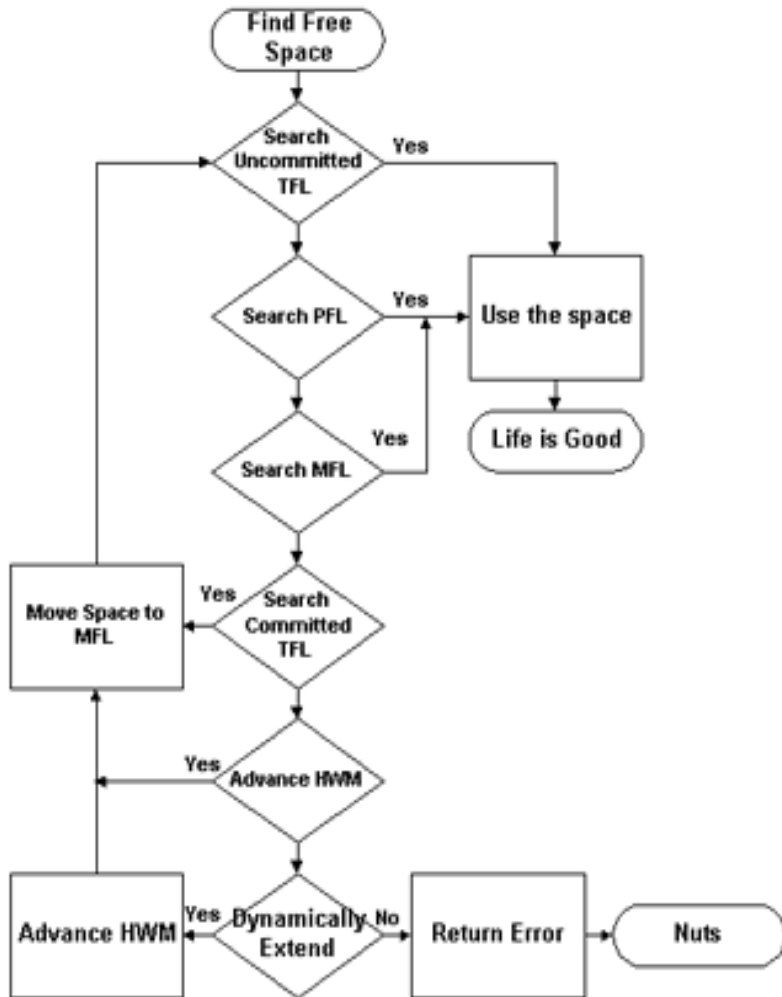 Find Free
Space
Search
Uncommitted
TFL
Yes
Search PFL
Yes
Use the space
Search MFL
Yes
Life is Good
Move Space to
MFL
Yes
Search
Committed
TFL
Yes
Advance HWM
Advance HWM
Yes
Dynamically
Extend
No
Return Error
Nuts